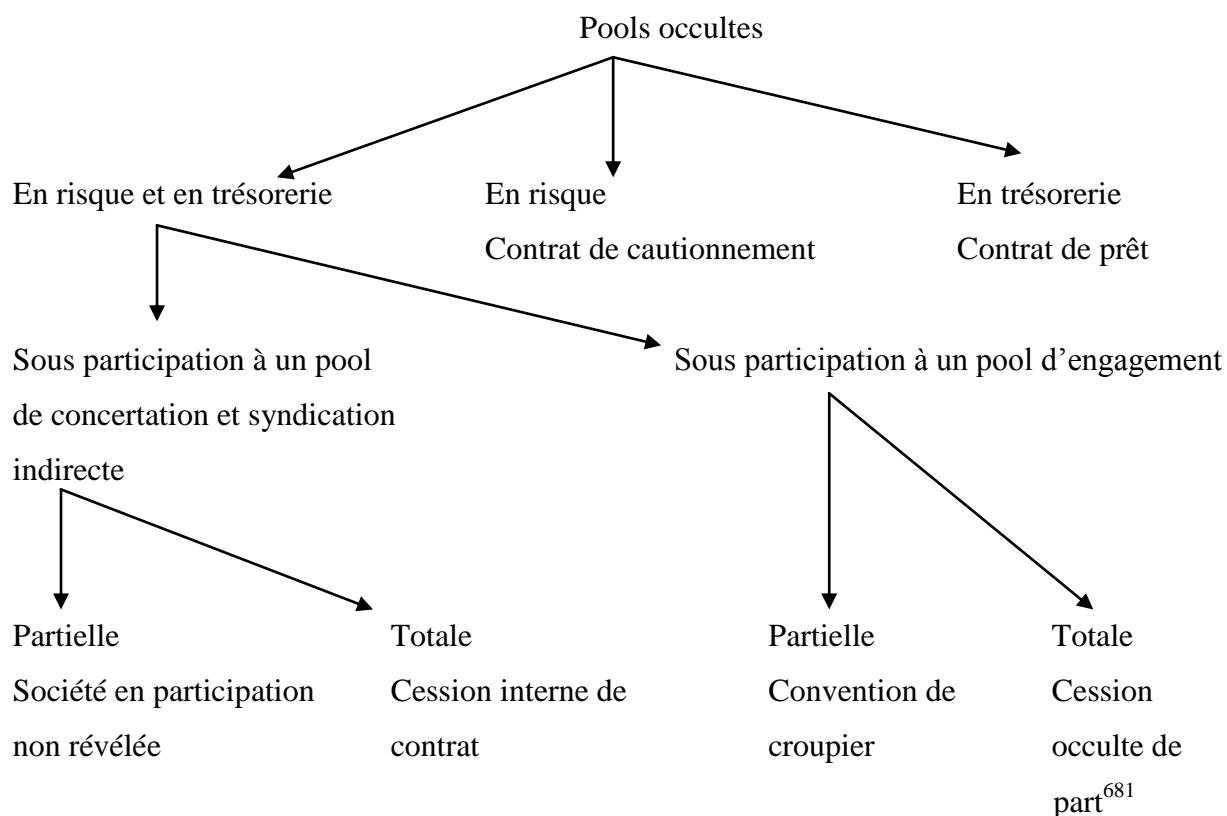 Pools occultes
En risque et en trésorerie
En risque
Contrat de cautionnement
En trésorerie
Contrat de prêt
Sous participation à un pool
de concertation et syndication
indirecte
Sous participation à un pool d’engagement
Partielle
Société en participation
non révélée
Totale
Cession interne de
contrat
Partielle
Convention de
croupier
Totale
Cession
occulte de
part681